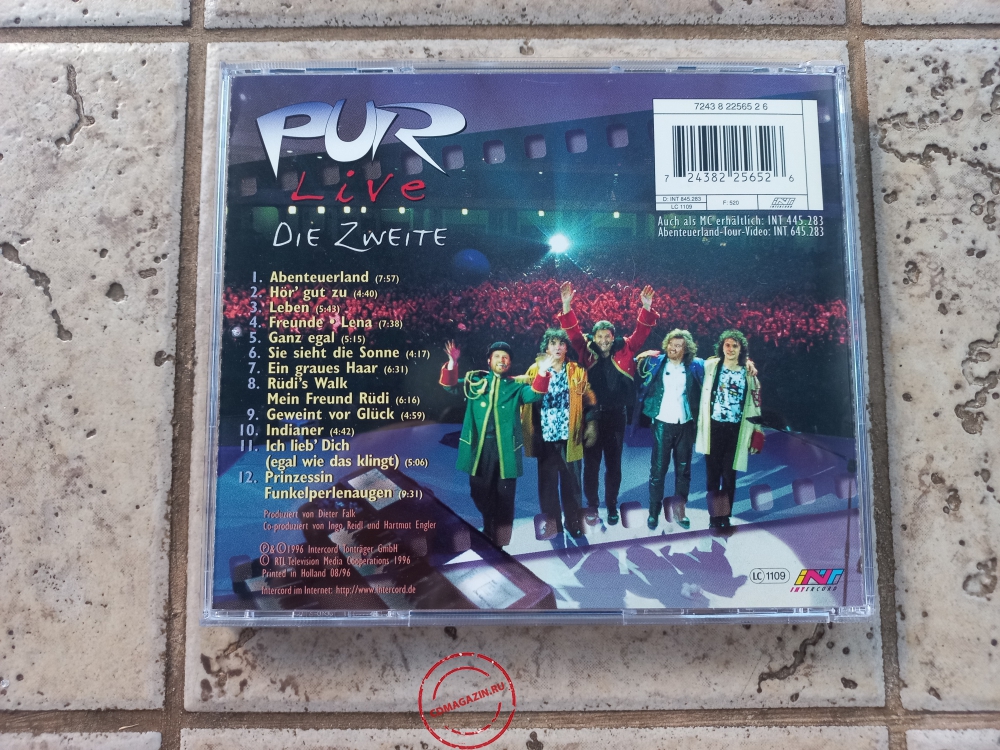 PUR
Live
DIE ZWEITE
7243 8 22565 2 6
7 24382 25652 6
D: INT 845.283
LC 1109
F: 520
INTERCORD
Auch als MC erhältlich: INT 445.283
Abenteuerland-Tour-Video: INT 645.283
1. Abenteuerland (7:57)
2. Hör' gut zu (4:40)
3. Leben (5:43)
4. Freunde • Lena (7:38)
5. Ganz egal (5:15)
6. Sie sieht die Sonne (4:17)
7. Ein graues Haar (6:31)
8. Rüdi's Walk
Mein Freund Rüdi (6:16)
9. Geweint vor Glück (4:59)
10. Indianer (4:42)
11. Ich lieb' Dich
(egal wie das klingt) (5:06)
12. Prinzessin
Funkelperlenaugen (9:31)
Produziert von Dieter Falk
Co-produziert von Ingo Reidl und Hartmut Engler
℗&©1996 Intercord Tonträger GmbH
© RTL Television Media Cooperations 1996
Printed in Holland 08/96
Intercord im Internet: http://www.intercord.de
LC 1109
INT
INTERCORD
CDMAGAZIN.RU